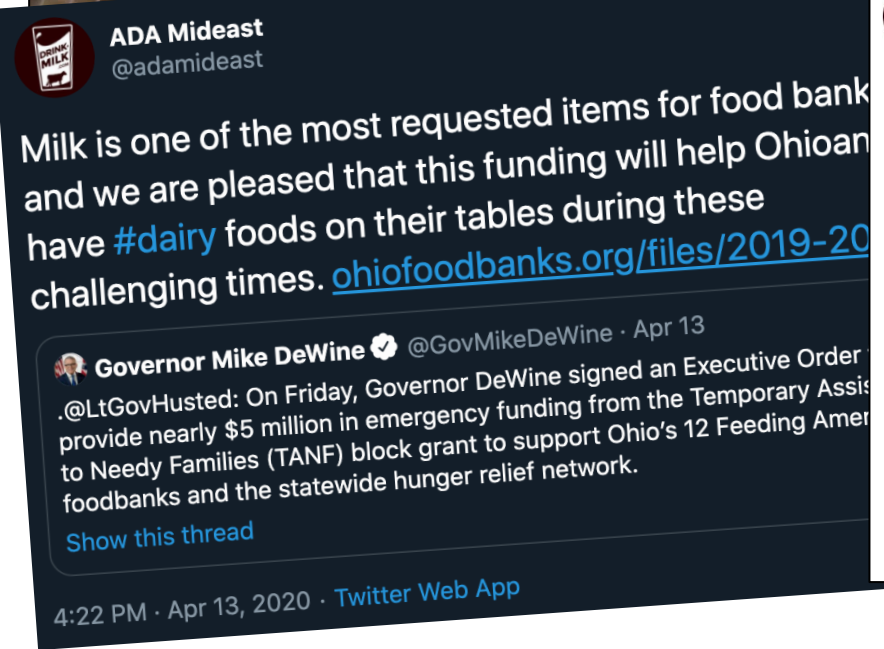 ADA Mideast
@adamideast
DRINK-
MILK
.COM
Milk is one of the most requested items for food bank
and we are pleased that this funding will help Ohioan
have #dairy foods on their tables during these
challenging times. ohiofoodbanks.org/files/2019-20
Governor Mike DeWine @GovMikeDeWine · Apr 13
.@LtGovHusted: On Friday, Governor DeWine signed an Executive Order
provide nearly $5 million in emergency funding from the Temporary Assis
to Needy Families (TANF) block grant to support Ohio's 12 Feeding Amer
foodbanks and the statewide hunger relief network.
Show this thread
4:22 PM · Apr 13, 2020 · Twitter Web App